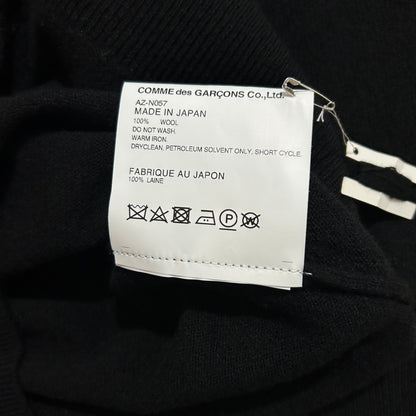 COMME des GARÇONS Co.,Ltd.
AZ-N057
MADE IN JAPAN
100% WOOL
DO NOT WASH.
WARM IRON.
DRYCLEAN, PETROLEUM SOLVENT ONLY, SHORT CYCLE.
FABRIQUE AU JAPON
100% LAINE